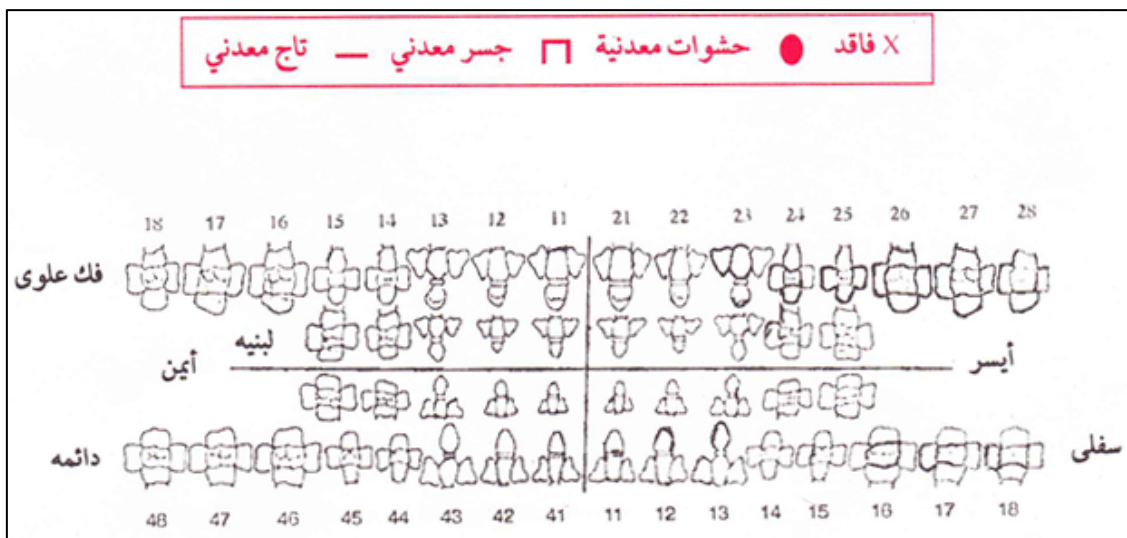 X فاقد ● حشوات معدنية ⊓ جسر معدني — تاج معدني
18 17 16 15 14 13 12 11 21 22 23 24 25 26 27 28
فك علوى
لبنيه
أيمن أيسر
دائمه سفلى
48 47 46 45 44 43 42 41 11 12 13 14 15 16 17 18